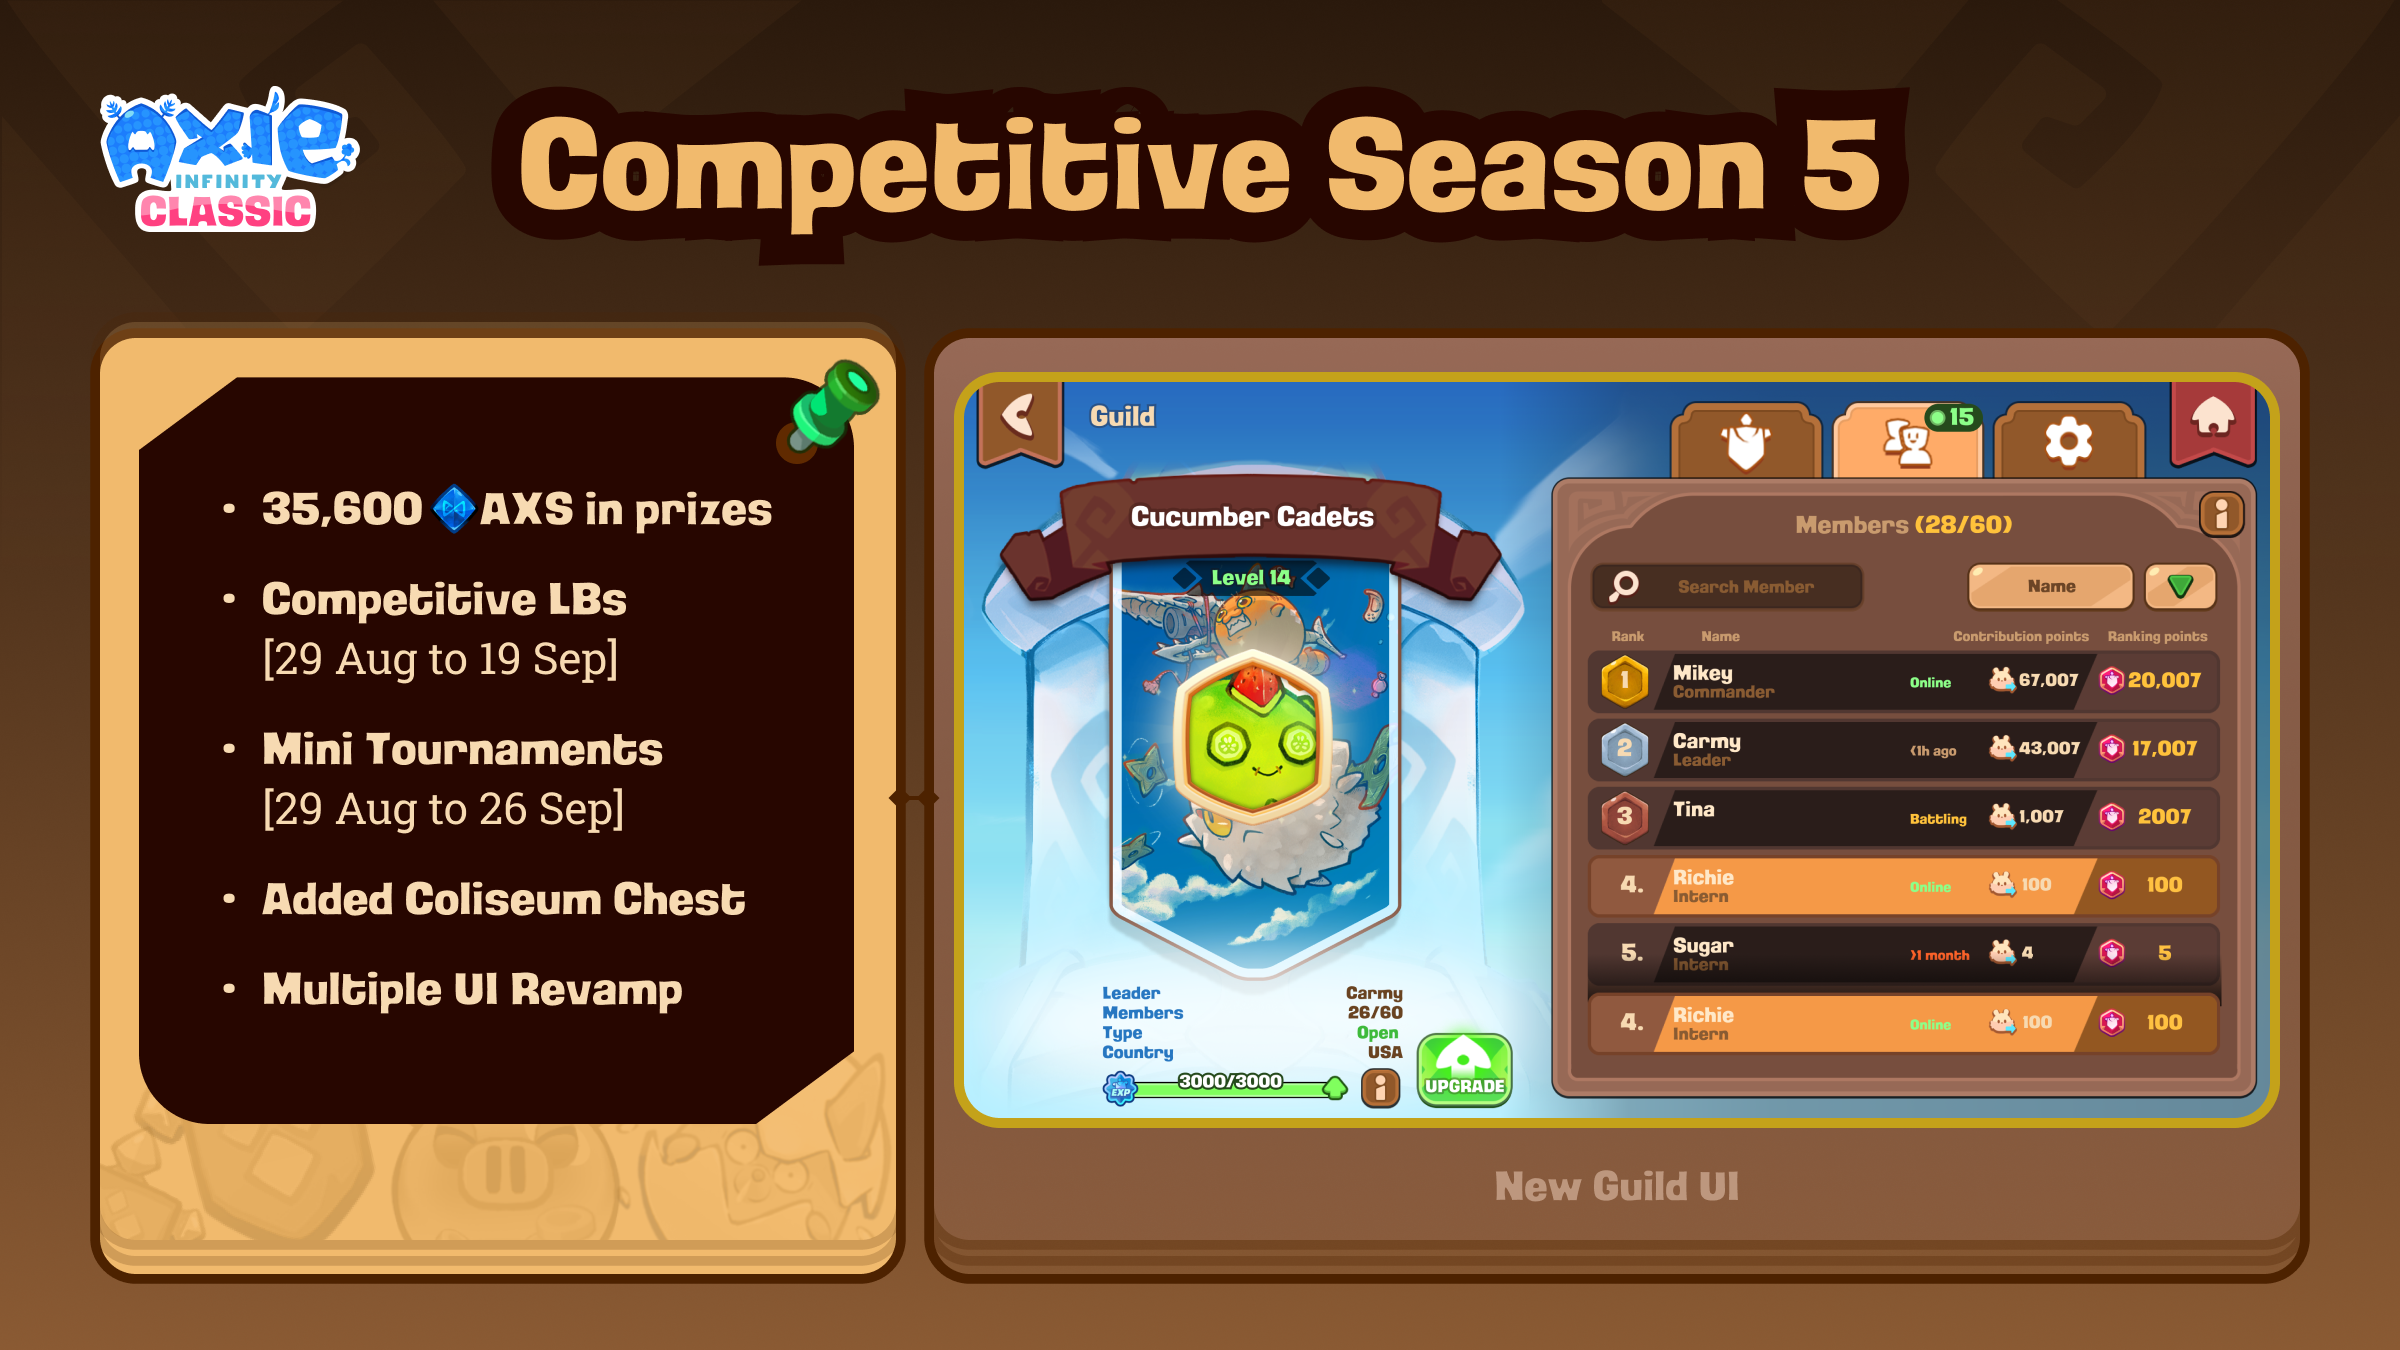 AXIE
INFINITY
CLASSIC
Competitive Season 5
• 35,600 AXS in prizes
• Competitive LBs
[29 Aug to 19 Sep]
• Mini Tournaments
[29 Aug to 26 Sep]
• Added Coliseum Chest
• Multiple UI Revamp
Guild
15
Cucumber Cadets
Level 14
Leader Carmy
Members 26/60
Type Open
Country USA
EXP 3000/3000
UPGRADE
Members (28/60)
Search Member Name
Rank Name Contribution points Ranking points
1 Mikey Online 67,007 20,007
Commander
2 Carmy <1h ago 43,007 17,007
Leader
3 Tina Battling 1,007 2007
4. Richie Online 100 100
Intern
5. Sugar >1 month 4 5
Intern
4. Richie Online 100 100
Intern
New Guild UI